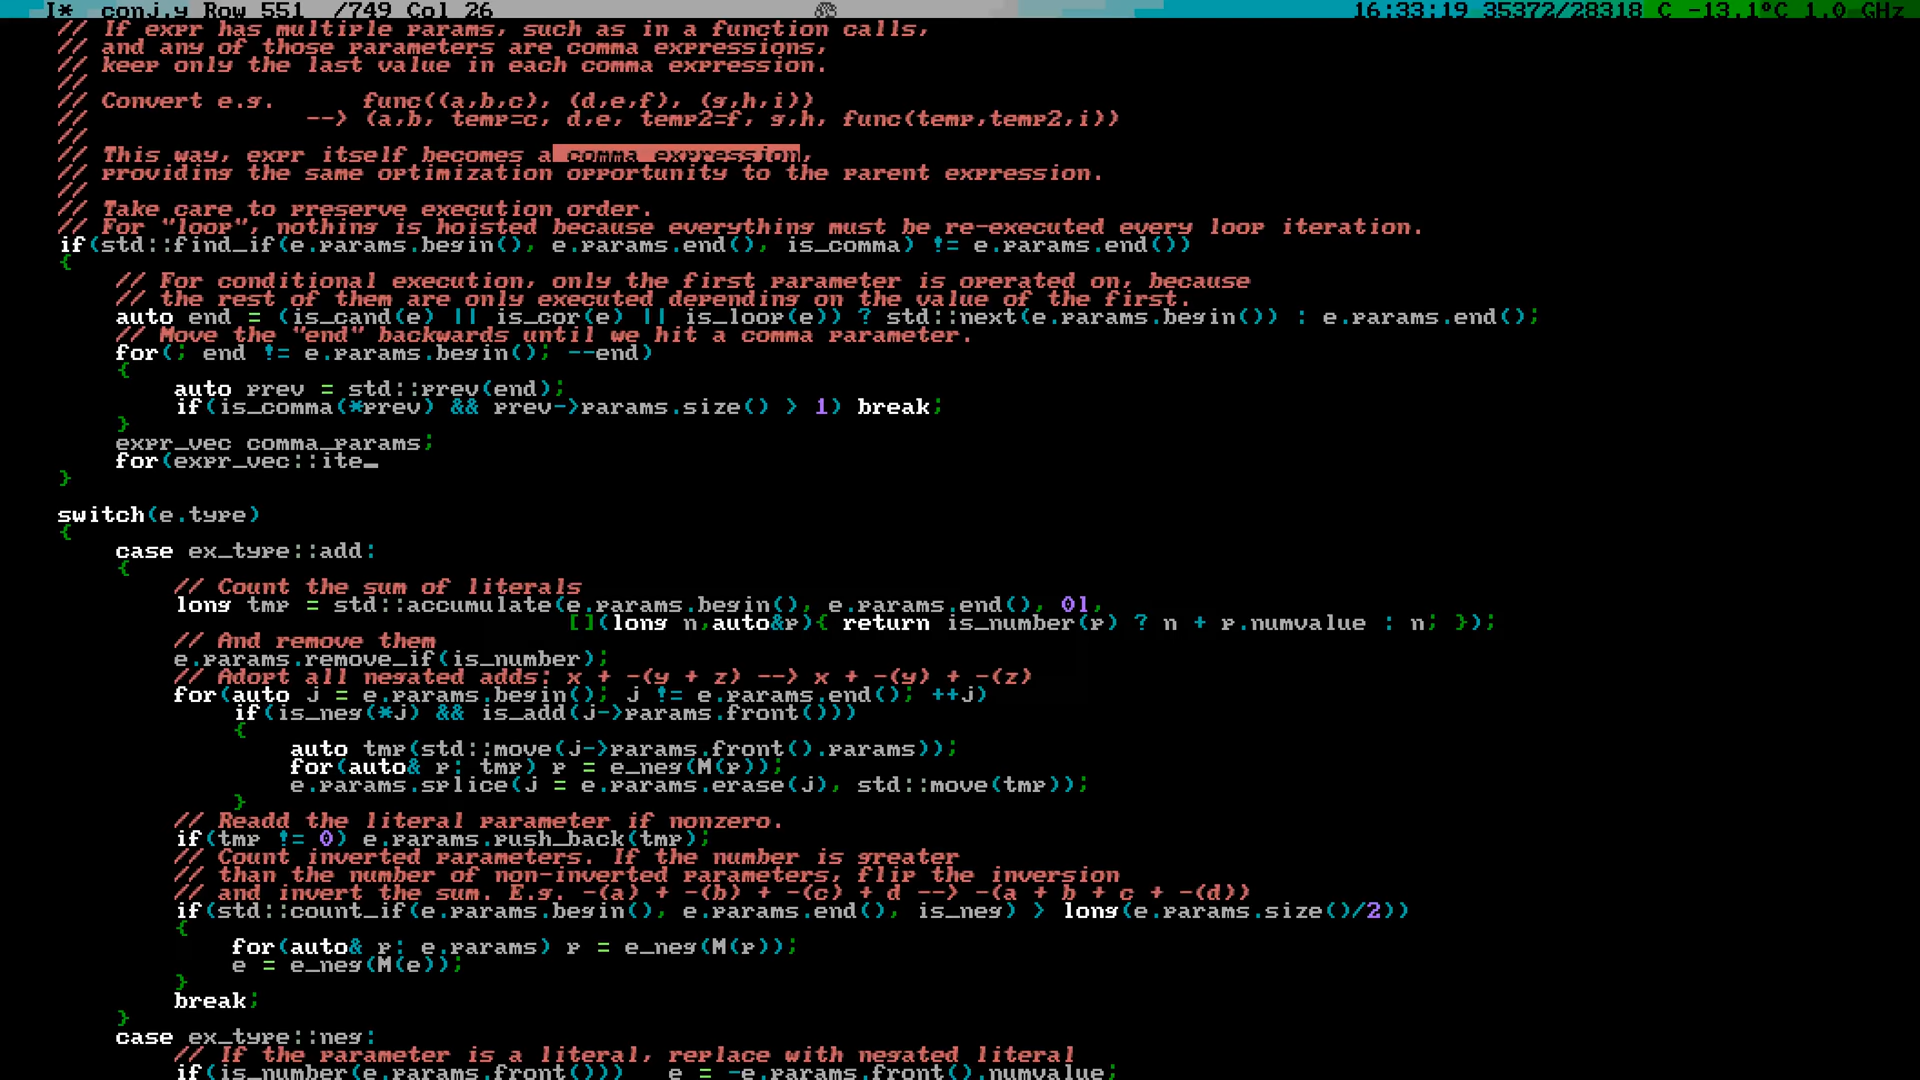 I* conj.y Row 551 /749 Col 26 16:33:19 35372/28318 C -13.1°C 1.0 GHz
// If expr has multiple params, such as in a function calls,
// and any of those parameters are comma expressions,
// keep only the last value in each comma expression.
//
// Convert e.g. func((a,b,c), (d,e,f), (g,h,i))
// --> (a,b, temp=c, d,e, temp2=f, g,h, func(temp,temp2,i))
//
// This way, expr itself becomes a comma expression,
// providing the same optimization opportunity to the parent expression.
//
// Take care to preserve execution order.
// For "loop", nothing is hoisted because everything must be re-executed every loop iteration.
if(std::find_if(e.params.begin(), e.params.end(), is_comma) != e.params.end())
{
// For conditional execution, only the first parameter is operated on, because
// the rest of them are only executed depending on the value of the first.
auto end = (is_cand(e) || is_cor(e) || is_loop(e)) ? std::next(e.params.begin()) : e.params.end();
// Move the "end" backwards until we hit a comma parameter.
for(; end != e.params.begin(); --end)
{
auto prev = std::prev(end);
if(is_comma(*prev) && prev->params.size() > 1) break;
}
expr_vec comma_params;
for(expr_vec::ite_
}
switch(e.type)
{
case ex_type::add:
{
// Count the sum of literals
long tmp = std::accumulate(e.params.begin(), e.params.end(), 0l,
[](long n,auto&p){ return is_number(p) ? n + p.numvalue : n; });
// And remove them
e.params.remove_if(is_number);
// Adopt all negated adds: x + -(y + z) --> x + -(y) + -(z)
for(auto j = e.params.begin(); j != e.params.end(); ++j)
if(is_neg(*j) && is_add(j->params.front()))
{
auto tmp(std::move(j->params.front().params));
for(auto& p: tmp) p = e_neg(M(p));
e.params.splice(j = e.params.erase(j), std::move(tmp));
}
// Readd the literal parameter if nonzero.
if(tmp != 0) e.params.push_back(tmp);
// Count inverted parameters. If the number is greater
// than the number of non-inverted parameters, flip the inversion
// and invert the sum. E.g. -(a) + -(b) + -(c) + d --> -(a + b + c + -(d))
if(std::count_if(e.params.begin(), e.params.end(), is_neg) > long(e.params.size()/2))
{
for(auto& p: e.params) p = e_neg(M(p));
e = e_neg(M(e));
}
break;
}
case ex_type::neg:
// If the parameter is a literal, replace with negated literal
if(is_number(e.params.front())) e = -e.params.front().numvalue;